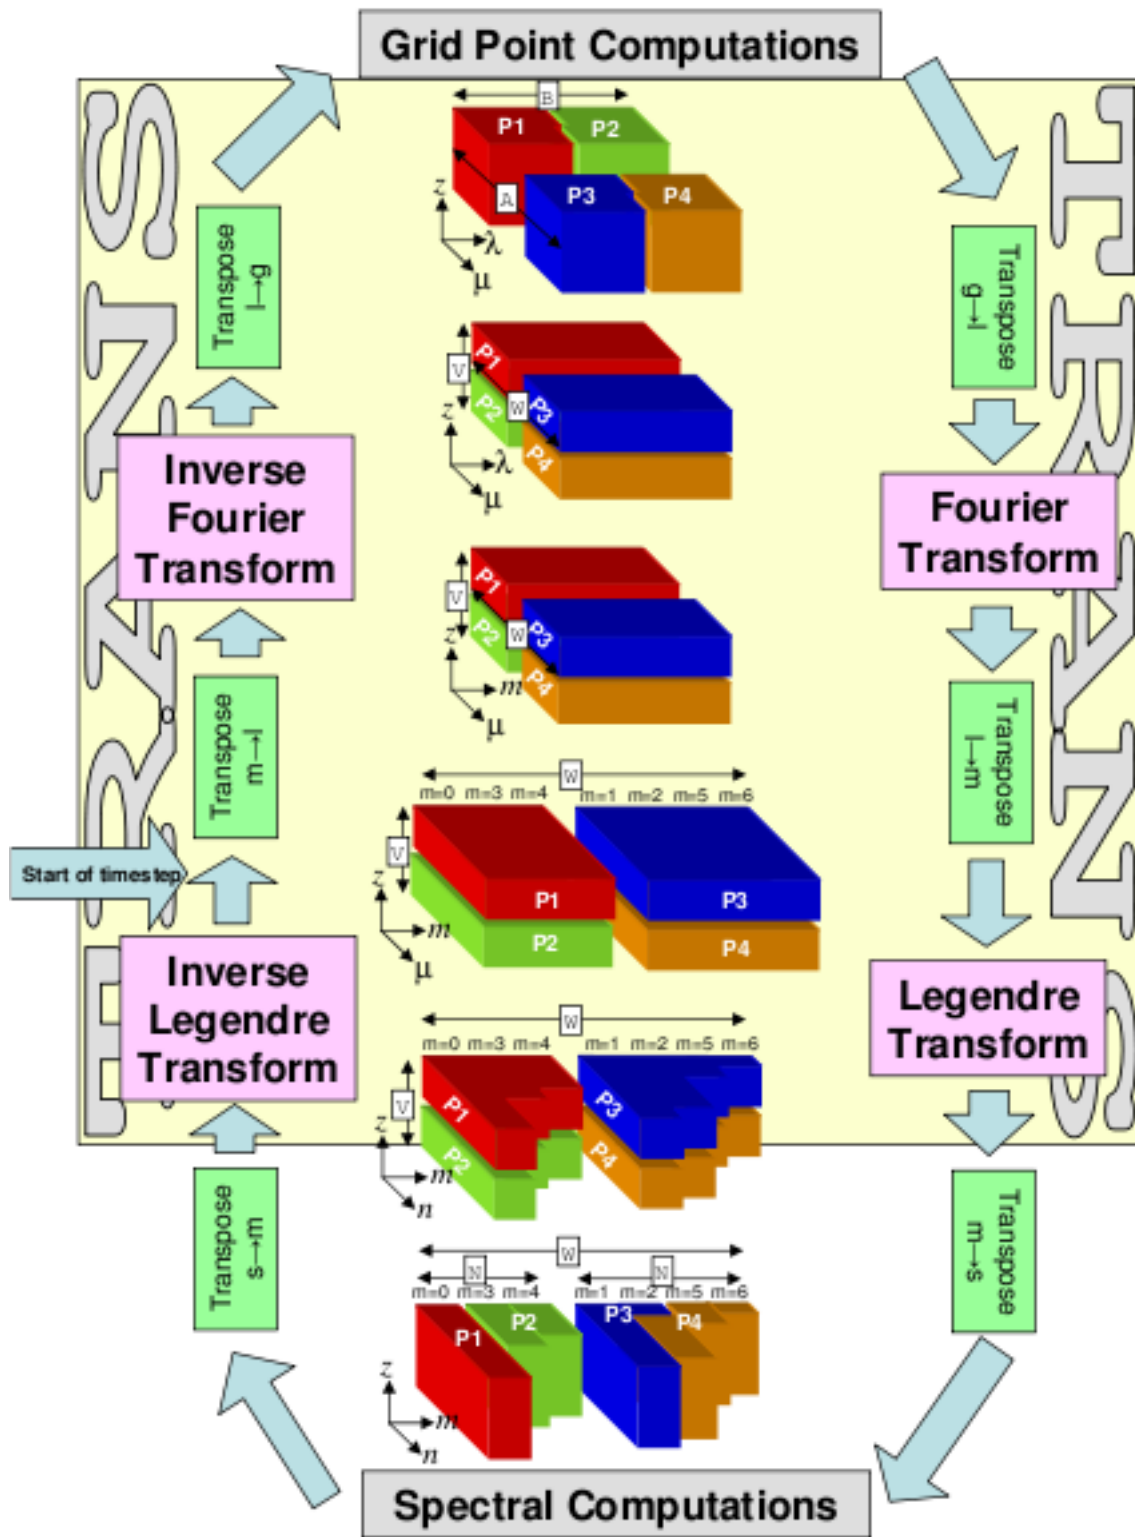 Grid Point Computations
B
P1
P2
A
P3
P4
z
λ
μ
Transpose
l→g
Transpose
g→l
P1
V
P2
W
P3
P4
z
λ
μ
Inverse
Fourier
Transform
Fourier
Transform
P1
V
P2
W
P3
P4
z
m
μ
Transpose
m→l
Transpose
l→m
W
m=0 m=3 m=4
m=1 m=2 m=5 m=6
V
P1
P3
P2
P4
z
m
μ
Start of timestep
Inverse
Legendre
Transform
Legendre
Transform
W
m=0 m=3 m=4
m=1 m=2 m=5 m=6
V
P1
P3
P2
P4
z
m
n
Transpose
s→m
Transpose
m→s
W
N
N
m=0 m=3 m=4
m=1 m=2 m=5 m=6
P1
P2
P3
P4
z
m
n
Spectral Computations